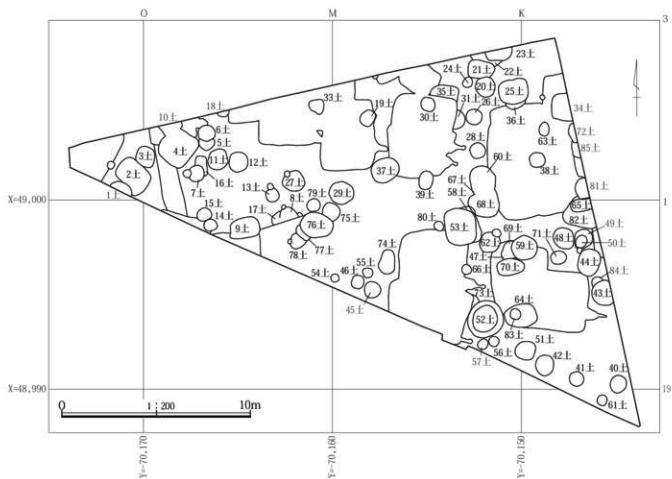 O
M
K
3
1
19
X=49,000
X=48,990
Y=-70,170
Y=-70,160
Y=-70,150
0
1:200
10m
1土
2土
3土
4土
5土
6土
7土
8土
9土
10土
11土
12土
13土
14土
15土
16土
17土
18土
19土
20土
21土
22土
23土
24土
25土
26土
27土
28土
29土
30土
31土
33土
34土
35土
36土
37土
38土
39土
40土
41土
42土
43土
44土
45土
46土
47土
48土
49土
50土
51土
52土
53土
54土
55土
56土
57土
58土
59土
60土
61土
62土
63土
64土
65土
66土
67土
68土
69土
70土
71土
72土
73土
74土
75土
76土
77土
78土
79土
80土
81土
82土
83土
84土
85土